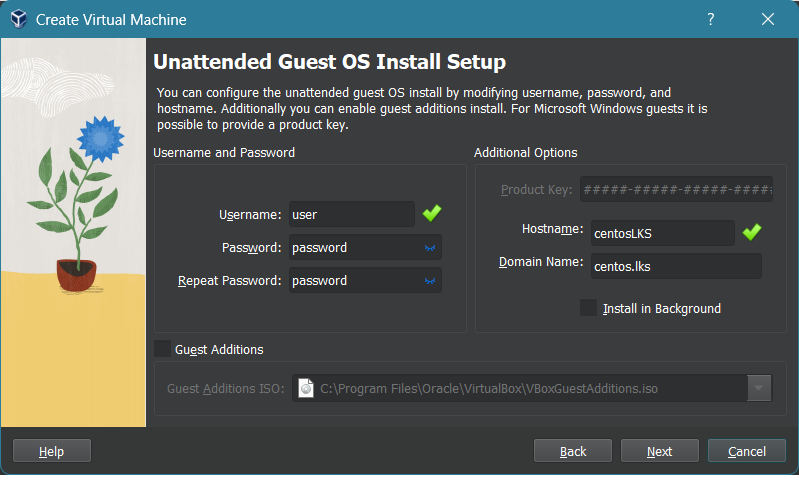 Create Virtual Machine
?
Unattended Guest OS Install Setup
You can configure the unattended guest OS install by modifying username, password, and
hostname. Additionally you can enable guest additions install. For Microsoft Windows guests it is
possible to provide a product key.
Username and Password
Username: user
Password: password
Repeat Password: password
Additional Options
Product Key: #####-#####-#####-####
Hostname: centosLKS
Domain Name: centos.lks
Install in Background
Guest Additions
Guest Additions ISO: C:\Program Files\Oracle\VirtualBox\VBoxGuestAdditions.iso
Help
Back
Next
Cancel